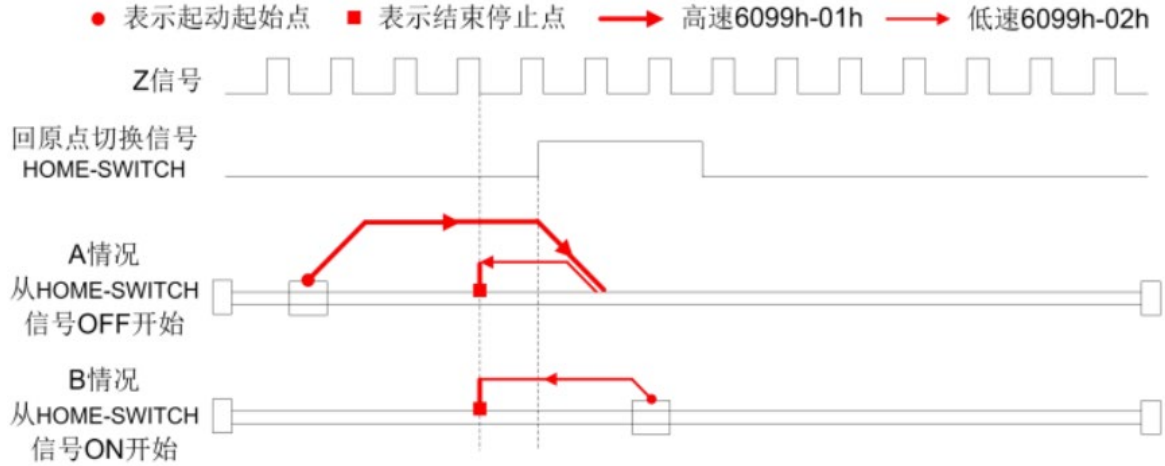 表示起动起始点 表示结束停止点 高速6099h-01h 低速6099h-02h
Z信号
回原点切换信号
HOME-SWITCH
A情况
从HOME-SWITCH
信号OFF开始
B情况
从HOME-SWITCH
信号ON开始